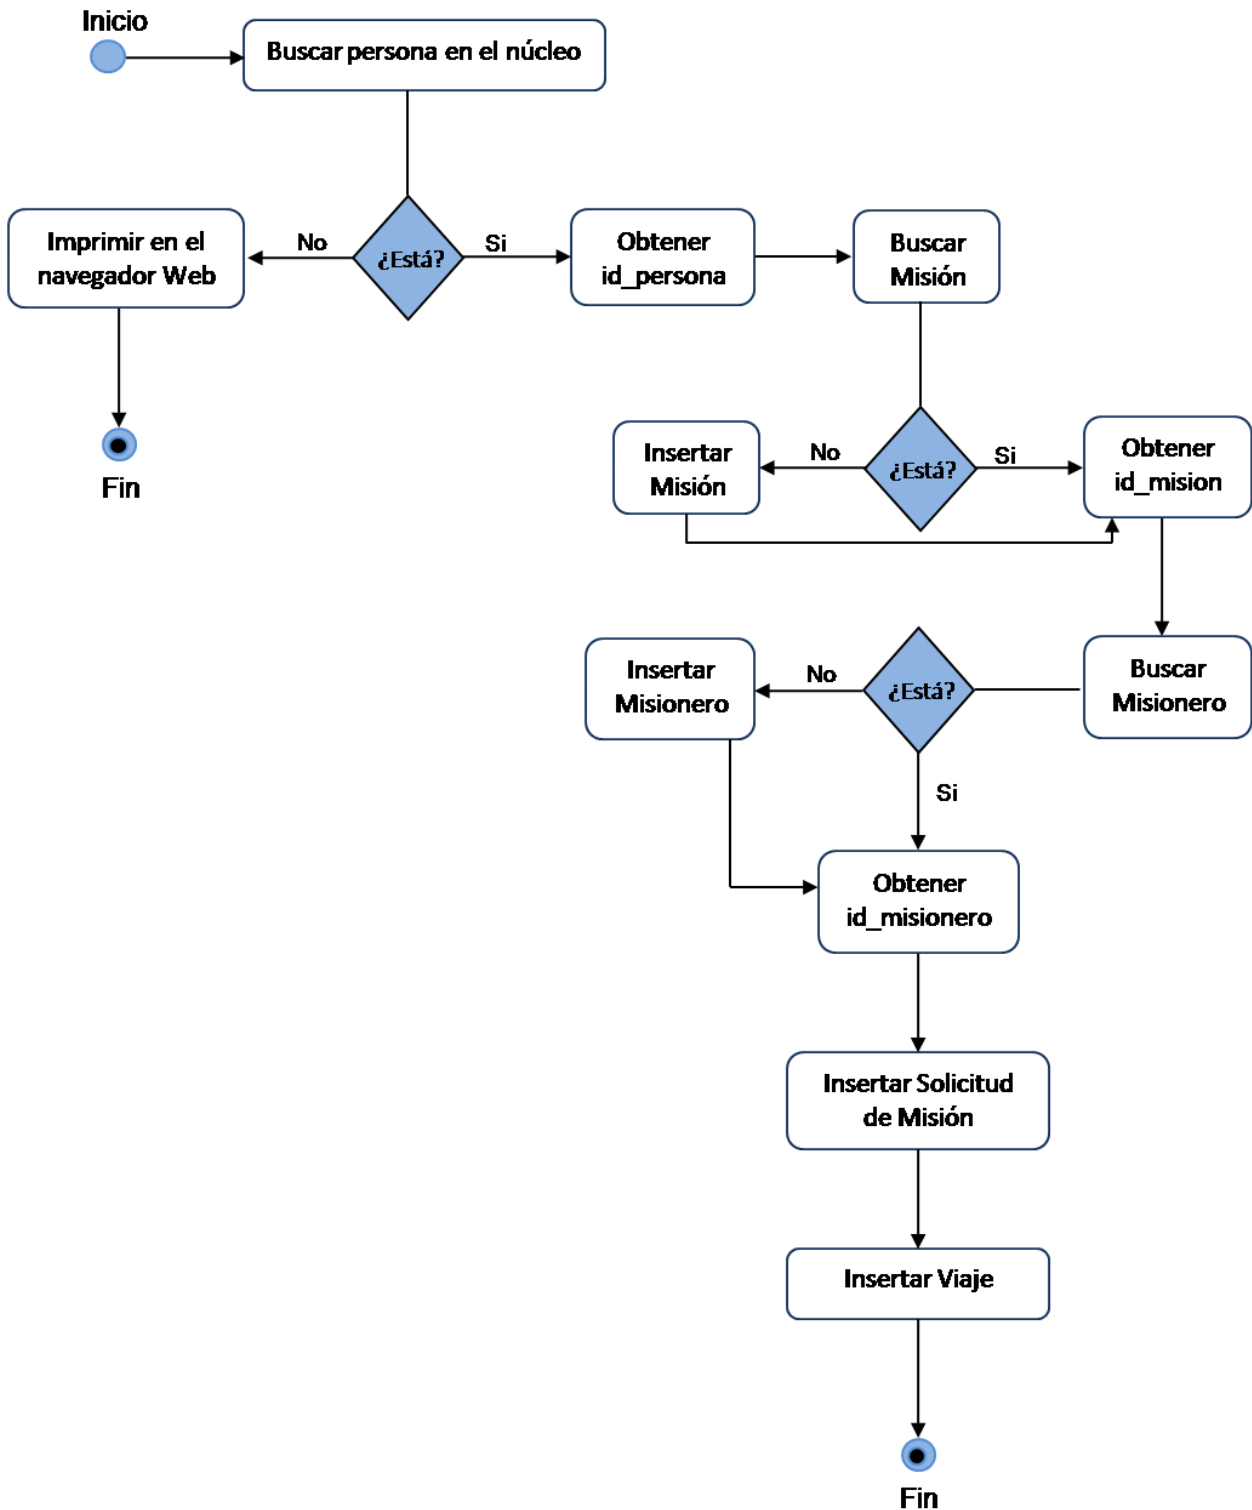 Inicio
Buscar persona en el núcleo
Imprimir en el
navegador Web
No
¿Está?
Si
Obtener
id_persona
Buscar
Misión
Fin
Insertar
Misión
No
¿Está?
Si
Obtener
id_mision
Insertar
Misionero
No
¿Está?
Buscar
Misionero
Si
Obtener
id_misionero
Insertar Solicitud
de Misión
Insertar Viaje
Fin